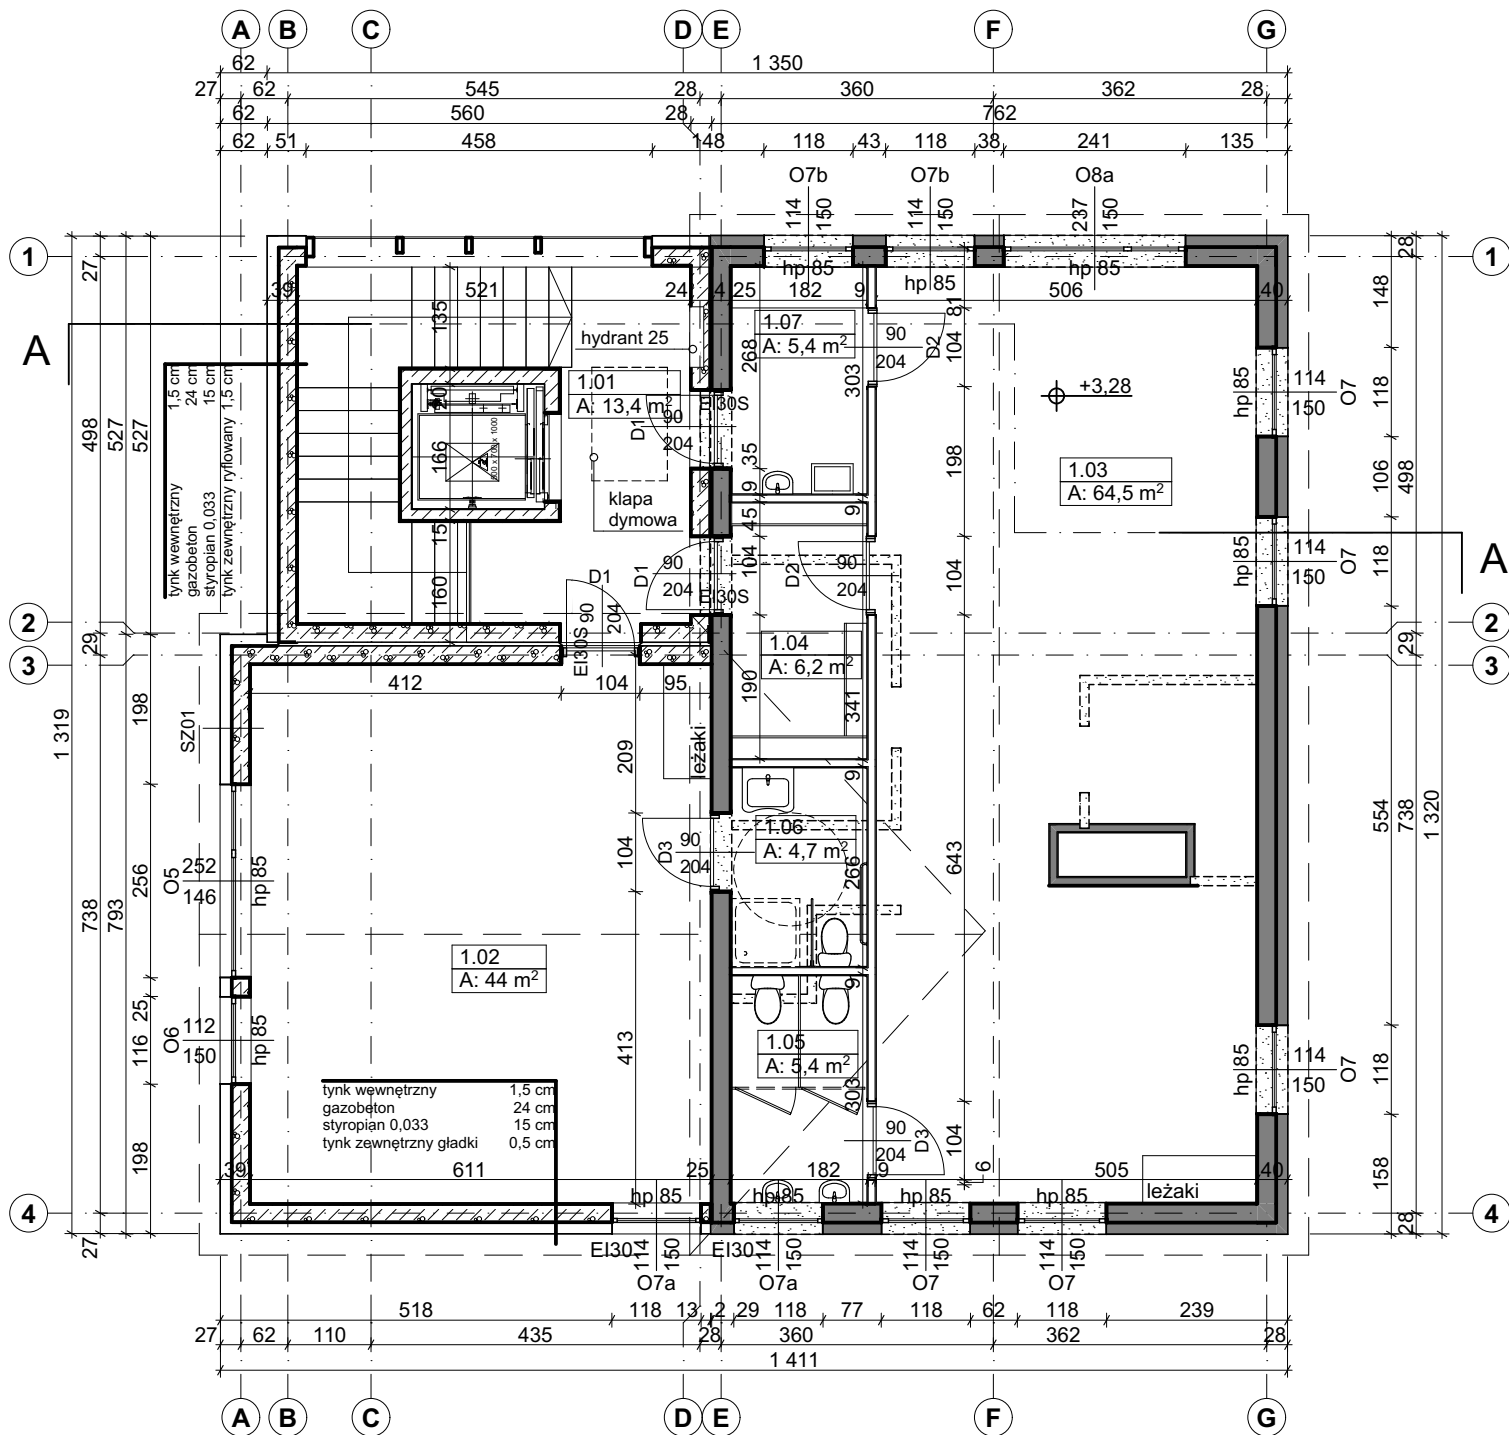 A B C D E F G
62 1 350
27 62 545 28 360 362 28
62 560 28 762
62 51 458 148 118 43 118 38 241 135
O7b O7b O8a
114 150 114 150 237 150
1 1
hp 85 hp 85 hp 85
39 521 24 4 25 182 9 506 40
A
hydrant 25
1.07
A: 5,4 m²
90
204
D2
81
104
135
268
303
+3,28
1.01
A: 13,4 m²
EI30S
90
204
D1
20
166
15
160
klapa
dymowa
35
9
45
9
198
1.03
A: 64,5 m²
tynk wewnętrzny 1,5 cm
gazobeton 24 cm
styropian 0,033 15 cm
tynk zewnętrzny ryflowany 1,5 cm
27
498
527
527
28
148
118
106
498
118
hp 85
114
150
O7
hp 85
114
150
O7
A
D1
90
204
EI30S
D1
90
204
EI30S
104
D2
90
204
104
2 2
3 3
29
29
1.04
A: 6,2 m²
190
341
412 104 95
leżaki
SZ01
198
209
1 319
738
793
256
25
116
198
27
9
1.06
A: 4,7 m²
266
D3
90
204
104
643
554
738
1 320
O5
252
146
hp 85
1.02
A: 44 m²
O6
112
150
hp 85
9
1.05
A: 5,4 m²
303
413
hp 85
114
150
O7
118
158
28
tynk wewnętrzny 1,5 cm
gazobeton 24 cm
styropian 0,033 15 cm
tynk zewnętrzny gładki 0,5 cm
90
204
D3
104
6
39 611 25 182 9 505 40
hp 85 hp 85 hp 85 hp 85
leżaki
4 4
EI30 EI30
114 150 114 150 114 150 114 150
O7a O7a O7 O7
518 118 13 2 29 118 77 118 62 118 239
27 62 110 435 28 360 362 28
1 411
A B C D E F G